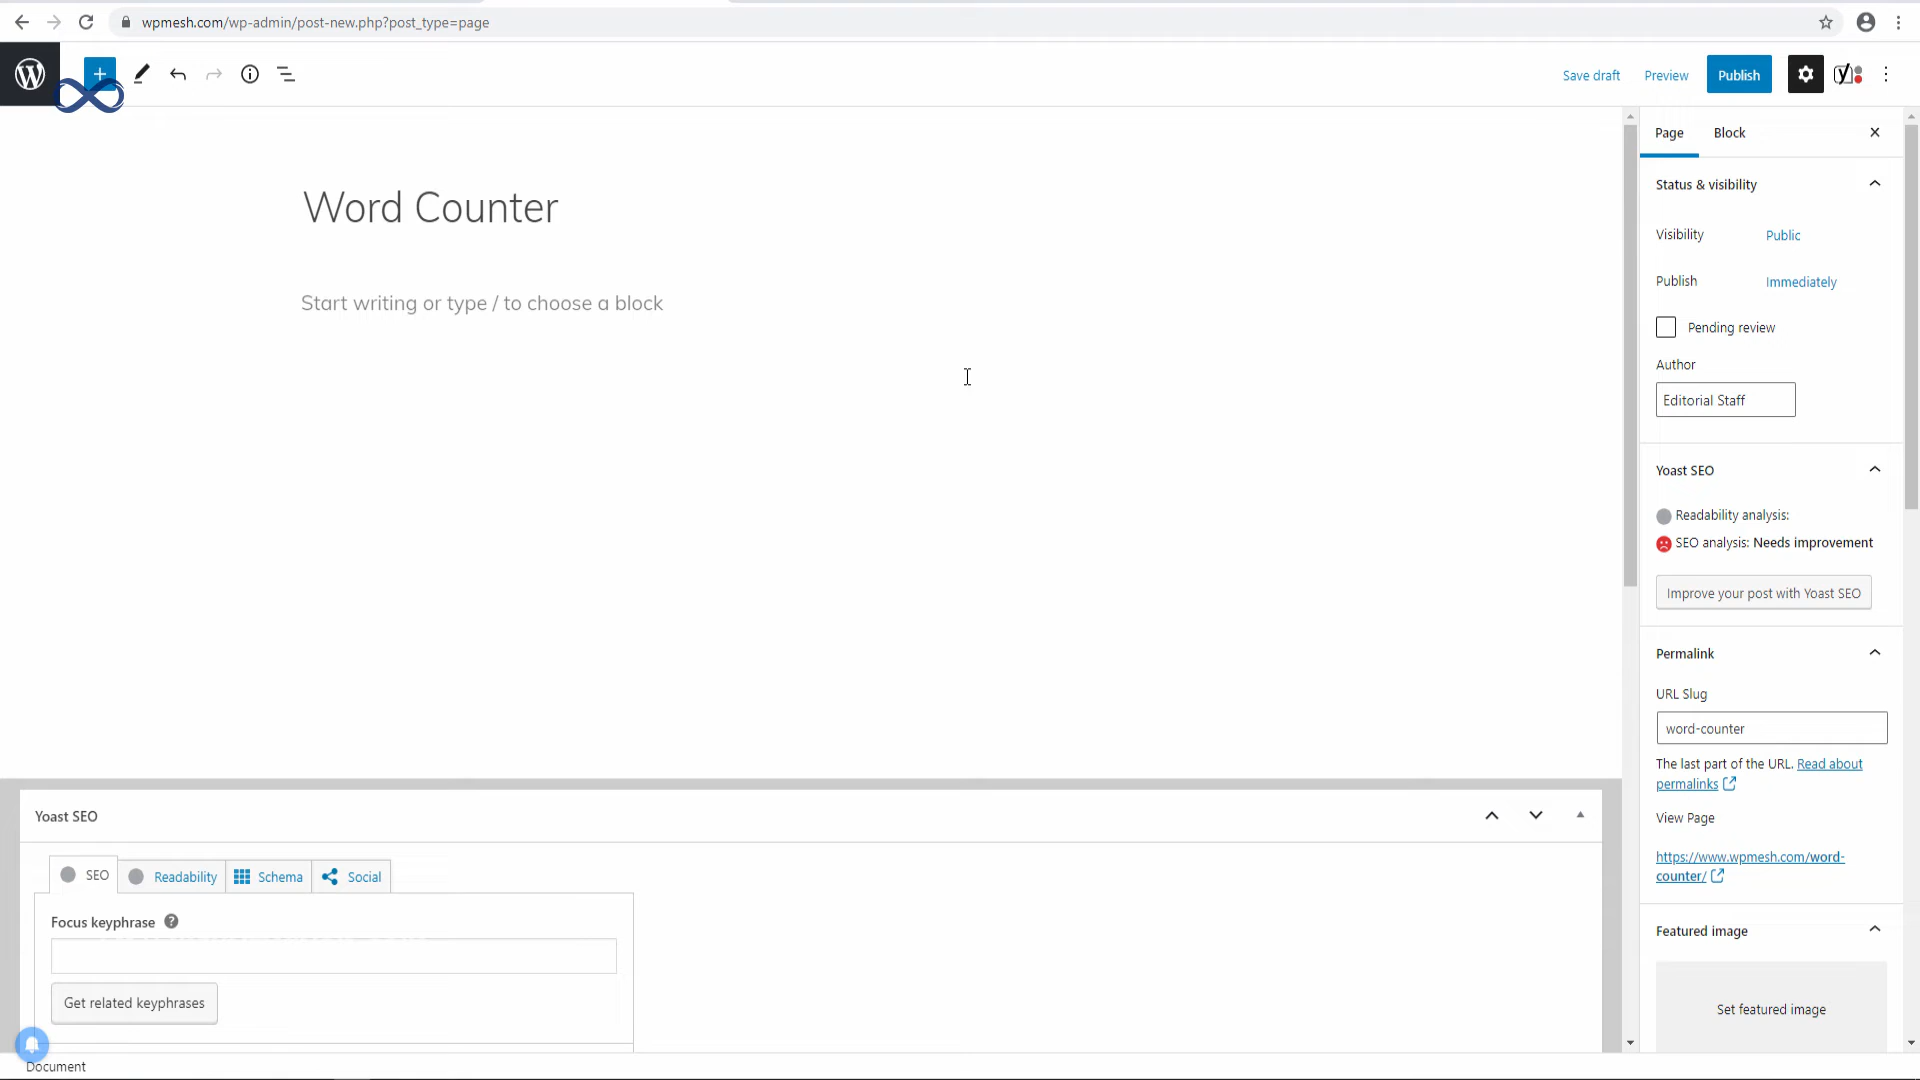 wpmesh.com/wp-admin/post-new.php?post_type=page
Save draft
Preview
Publish
Page
Block
Word Counter
Start writing or type / to choose a block
Status & visibility
Visibility
Public
Publish
Immediately
Pending review
Author
Editorial Staff
Yoast SEO
Readability analysis:
SEO analysis: Needs improvement
Improve your post with Yoast SEO
Permalink
URL Slug
word-counter
The last part of the URL. Read about
permalinks
View Page
https://www.wpmesh.com/word-
counter/
Featured image
Set featured image
Yoast SEO
SEO
Readability
Schema
Social
Focus keyphrase
Get related keyphrases
Document